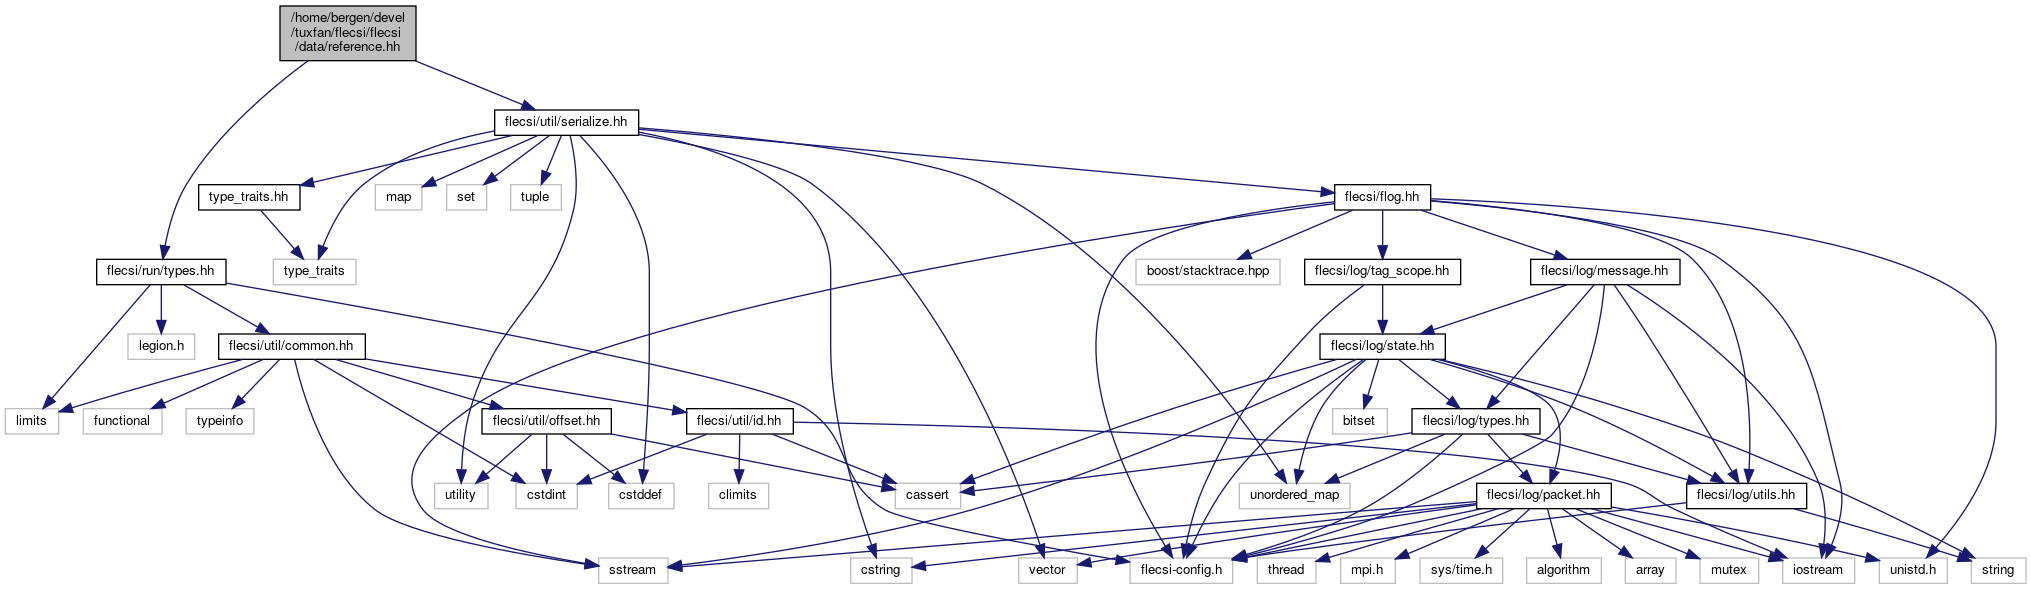 /home/bergen/devel
/tuxfan/flecsi/flecsi
/data/reference.hh
flecsi/util/serialize.hh
type_traits.hh
map
set
tuple
flecsi/flog.hh
flecsi/run/types.hh
type_traits
boost/stacktrace.hpp
flecsi/log/tag_scope.hh
flecsi/log/message.hh
legion.h
flecsi/util/common.hh
flecsi/log/state.hh
limits
functional
typeinfo
flecsi/util/offset.hh
flecsi/util/id.hh
bitset
flecsi/log/types.hh
utility
cstdint
cstddef
climits
cassert
unordered_map
flecsi/log/packet.hh
flecsi/log/utils.hh
sstream
cstring
vector
flecsi-config.h
thread
mpi.h
sys/time.h
algorithm
array
mutex
iostream
unistd.h
string